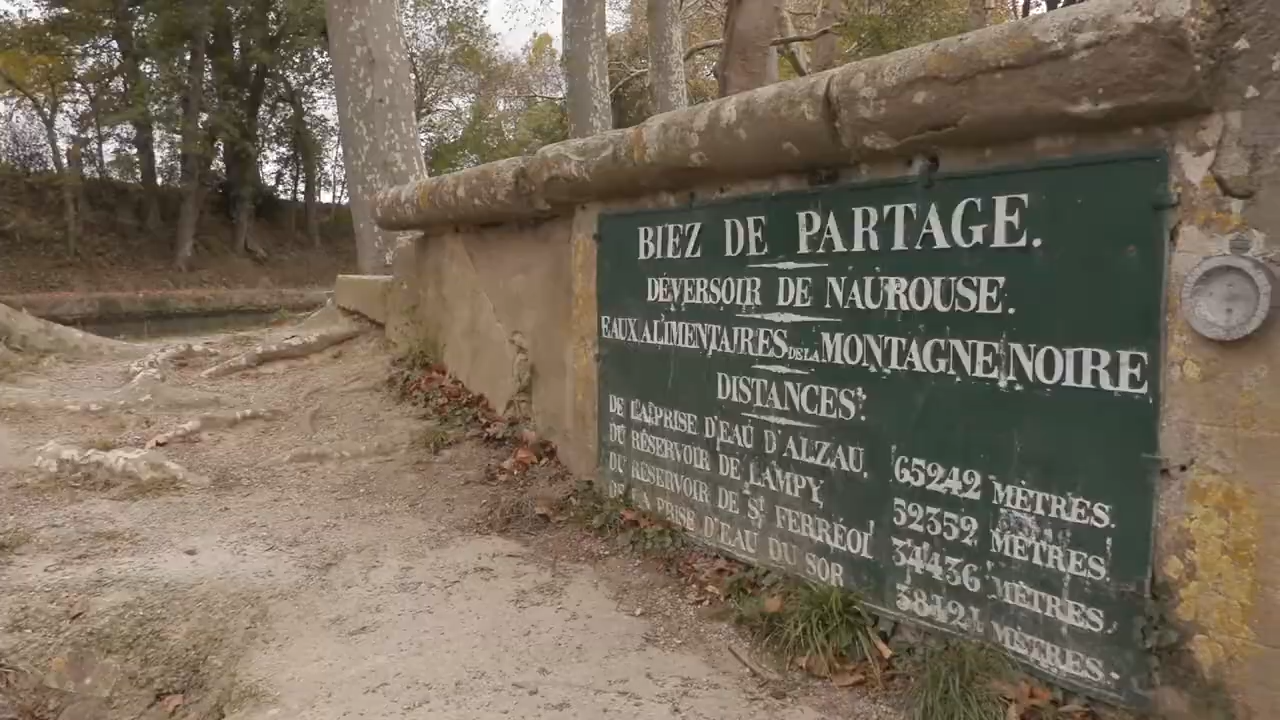 BIEZ DE PARTAGE.
DÉVERSOIR DE NAUROUSE.
EAUX ALIMENTAIRES DE LA MONTAGNE NOIRE
DISTANCES:
DE LA PRISE D'EAU D'ALZAU, 65242 MÈTRES.
DU RÉSERVOIR DE LAMPY 52352 MÈTRES.
DU RÉSERVOIR DE ST FERRÉOL 34436 MÈTRES.
DE LA PRISE D'EAU DU SOR MÈTRES.